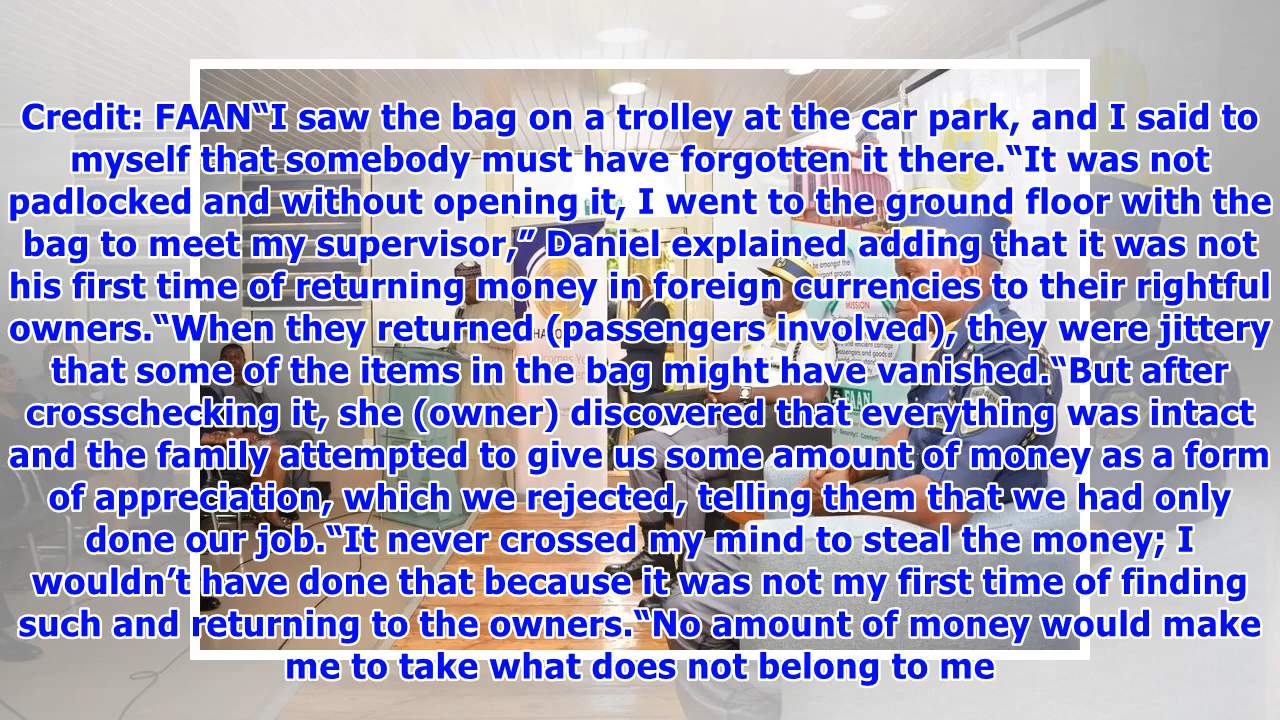 Credit: FAAN“I saw the bag on a trolley at the car park, and I said to
myself that somebody must have forgotten it there.“It was not
padlocked and without opening it, I went to the ground floor with the
bag to meet my supervisor,” Daniel explained adding that it was not
his first time of returning money in foreign currencies to their rightful
owners.“When they returned (passengers involved), they were jittery
that some of the items in the bag might have vanished.“But after
crosschecking it, she (owner) discovered that everything was intact
and the family attempted to give us some amount of money as a form
of appreciation, which we rejected, telling them that we had only
done our job.“It never crossed my mind to steal the money; I
wouldn’t have done that because it was not my first time of finding
such and returning to the owners.“No amount of money would make
me to take what does not belong to me
be amongst the
port groups
MISSION
FAAN